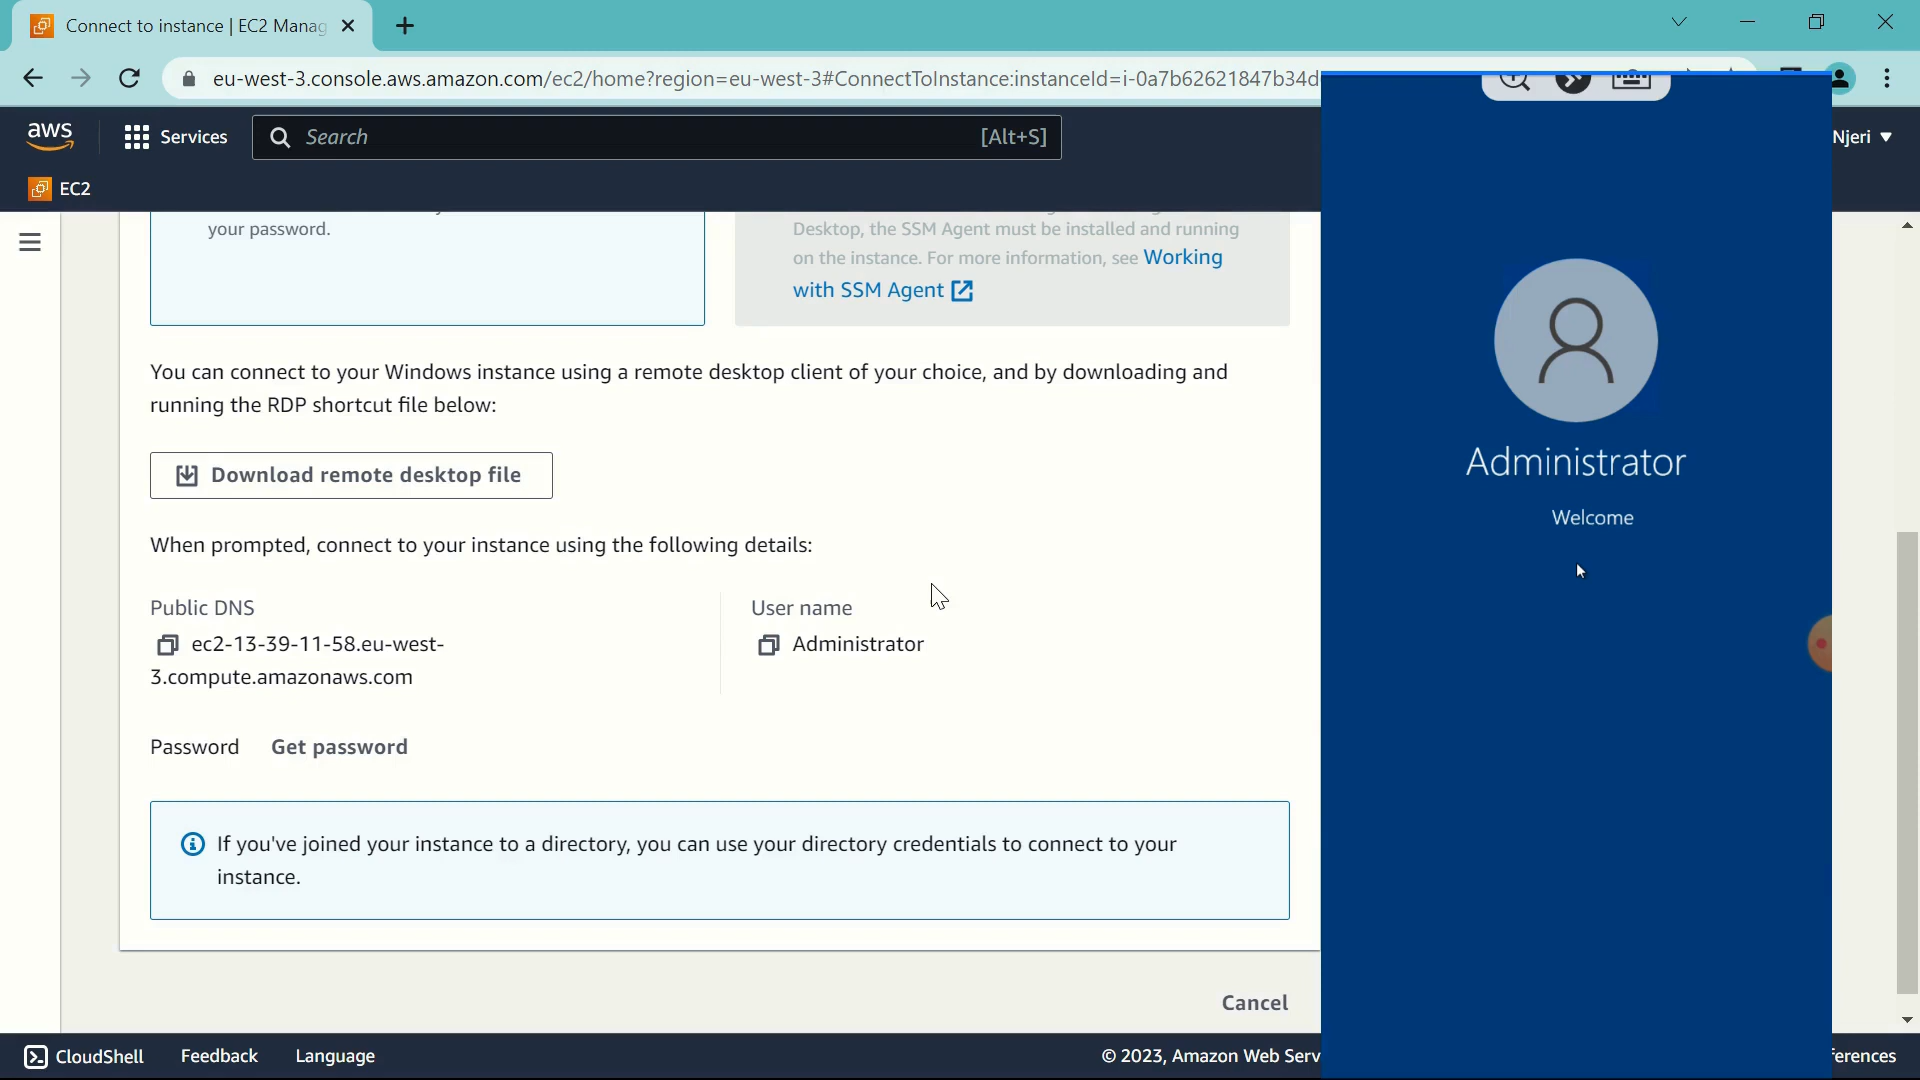 Connect to instance | EC2 Manag
eu-west-3.console.aws.amazon.com/ec2/home?region=eu-west-3#ConnectToInstance:instanceId=i-0a7b62621847b34d
aws
Services
Search
[Alt+S]
Njeri
EC2
your password.
Desktop, the SSM Agent must be installed and running
on the instance. For more information, see Working
with SSM Agent
You can connect to your Windows instance using a remote desktop client of your choice, and by downloading and
running the RDP shortcut file below:
Download remote desktop file
When prompted, connect to your instance using the following details:
Public DNS
ec2-13-39-11-58.eu-west-
3.compute.amazonaws.com
User name
Administrator
Password Get password
If you've joined your instance to a directory, you can use your directory credentials to connect to your
instance.
Cancel
Administrator
Welcome
CloudShell
Feedback
Language
© 2023, Amazon Web Serv
ferences